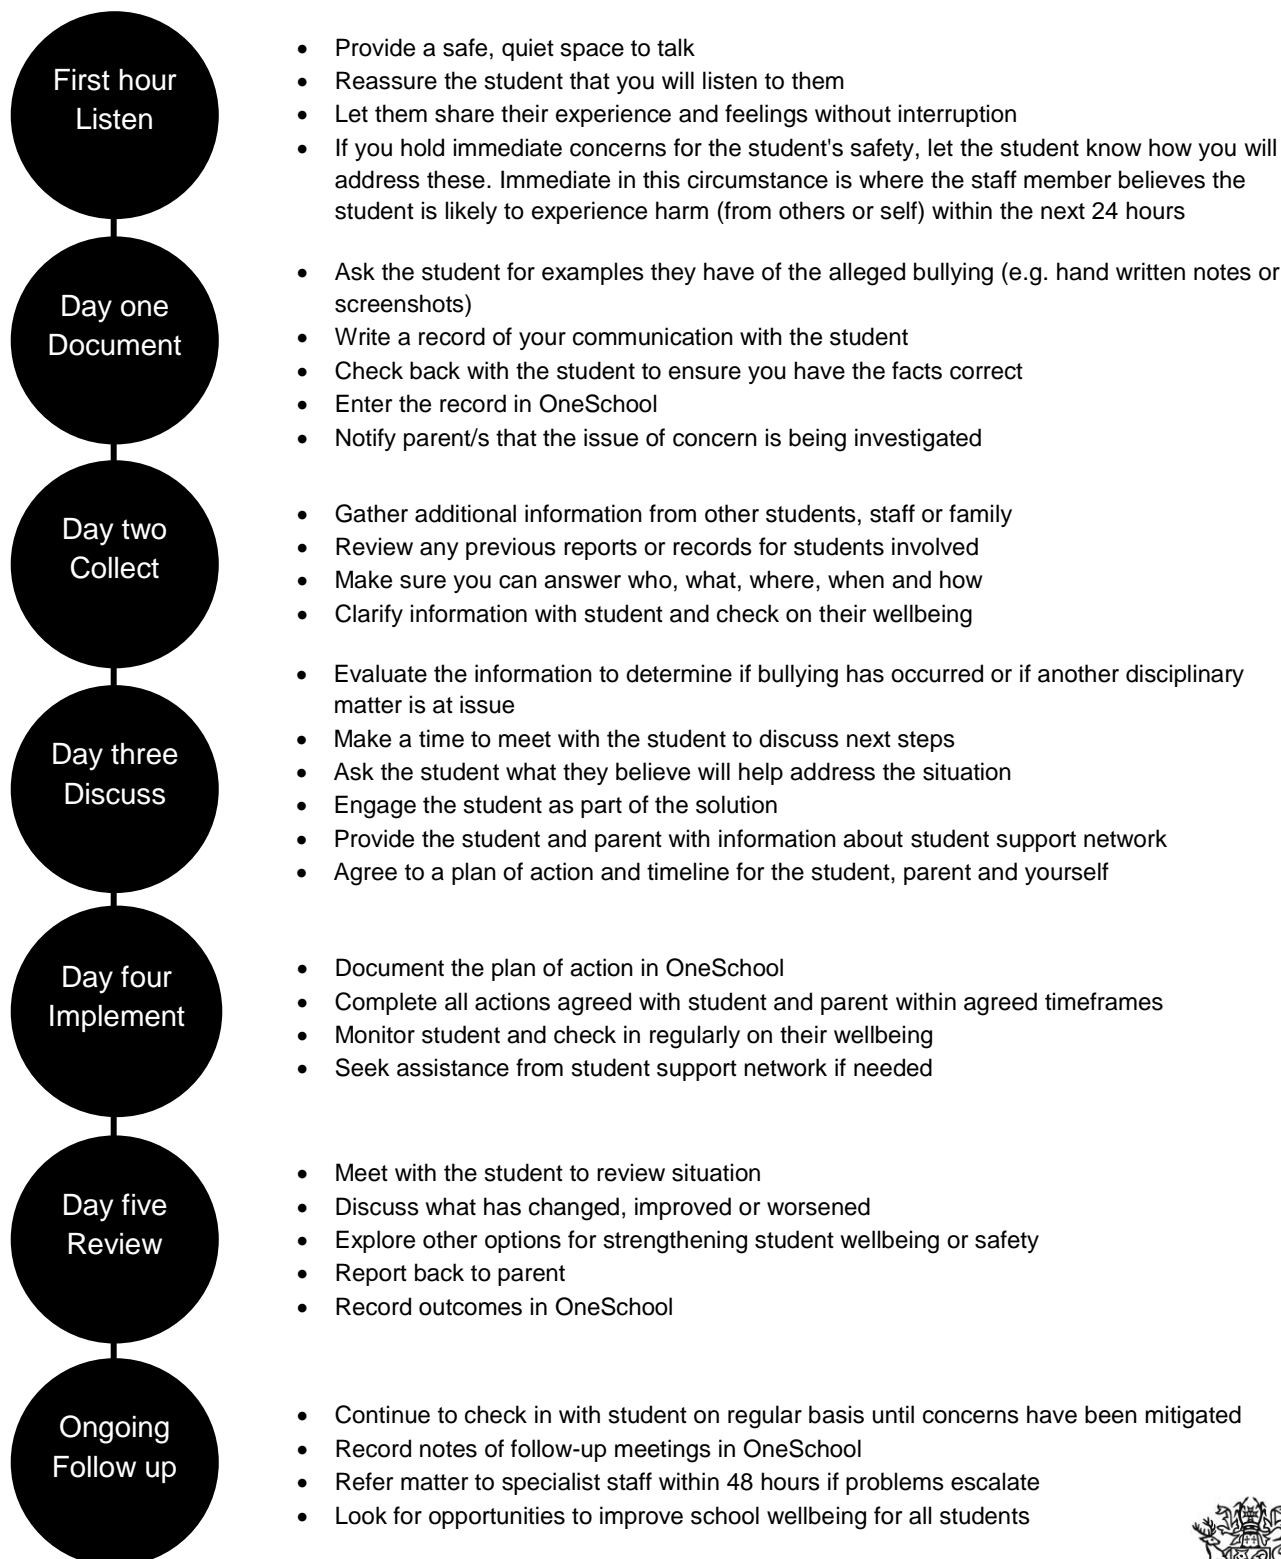 First hour
Listen
• Provide a safe, quiet space to talk
• Reassure the student that you will listen to them
• Let them share their experience and feelings without interruption
• If you hold immediate concerns for the student's safety, let the student know how you will
address these. Immediate in this circumstance is where the staff member believes the
student is likely to experience harm (from others or self) within the next 24 hours
Day one
Document
• Ask the student for examples they have of the alleged bullying (e.g. hand written notes or
screenshots)
• Write a record of your communication with the student
• Check back with the student to ensure you have the facts correct
• Enter the record in OneSchool
• Notify parent/s that the issue of concern is being investigated
Day two
Collect
• Gather additional information from other students, staff or family
• Review any previous reports or records for students involved
• Make sure you can answer who, what, where, when and how
• Clarify information with student and check on their wellbeing
Day three
Discuss
• Evaluate the information to determine if bullying has occurred or if another disciplinary
matter is at issue
• Make a time to meet with the student to discuss next steps
• Ask the student what they believe will help address the situation
• Engage the student as part of the solution
• Provide the student and parent with information about student support network
• Agree to a plan of action and timeline for the student, parent and yourself
Day four
Implement
• Document the plan of action in OneSchool
• Complete all actions agreed with student and parent within agreed timeframes
• Monitor student and check in regularly on their wellbeing
• Seek assistance from student support network if needed
Day five
Review
• Meet with the student to review situation
• Discuss what has changed, improved or worsened
• Explore other options for strengthening student wellbeing or safety
• Report back to parent
• Record outcomes in OneSchool
Ongoing
Follow up
• Continue to check in with student on regular basis until concerns have been mitigated
• Record notes of follow-up meetings in OneSchool
• Refer matter to specialist staff within 48 hours if problems escalate
• Look for opportunities to improve school wellbeing for all students